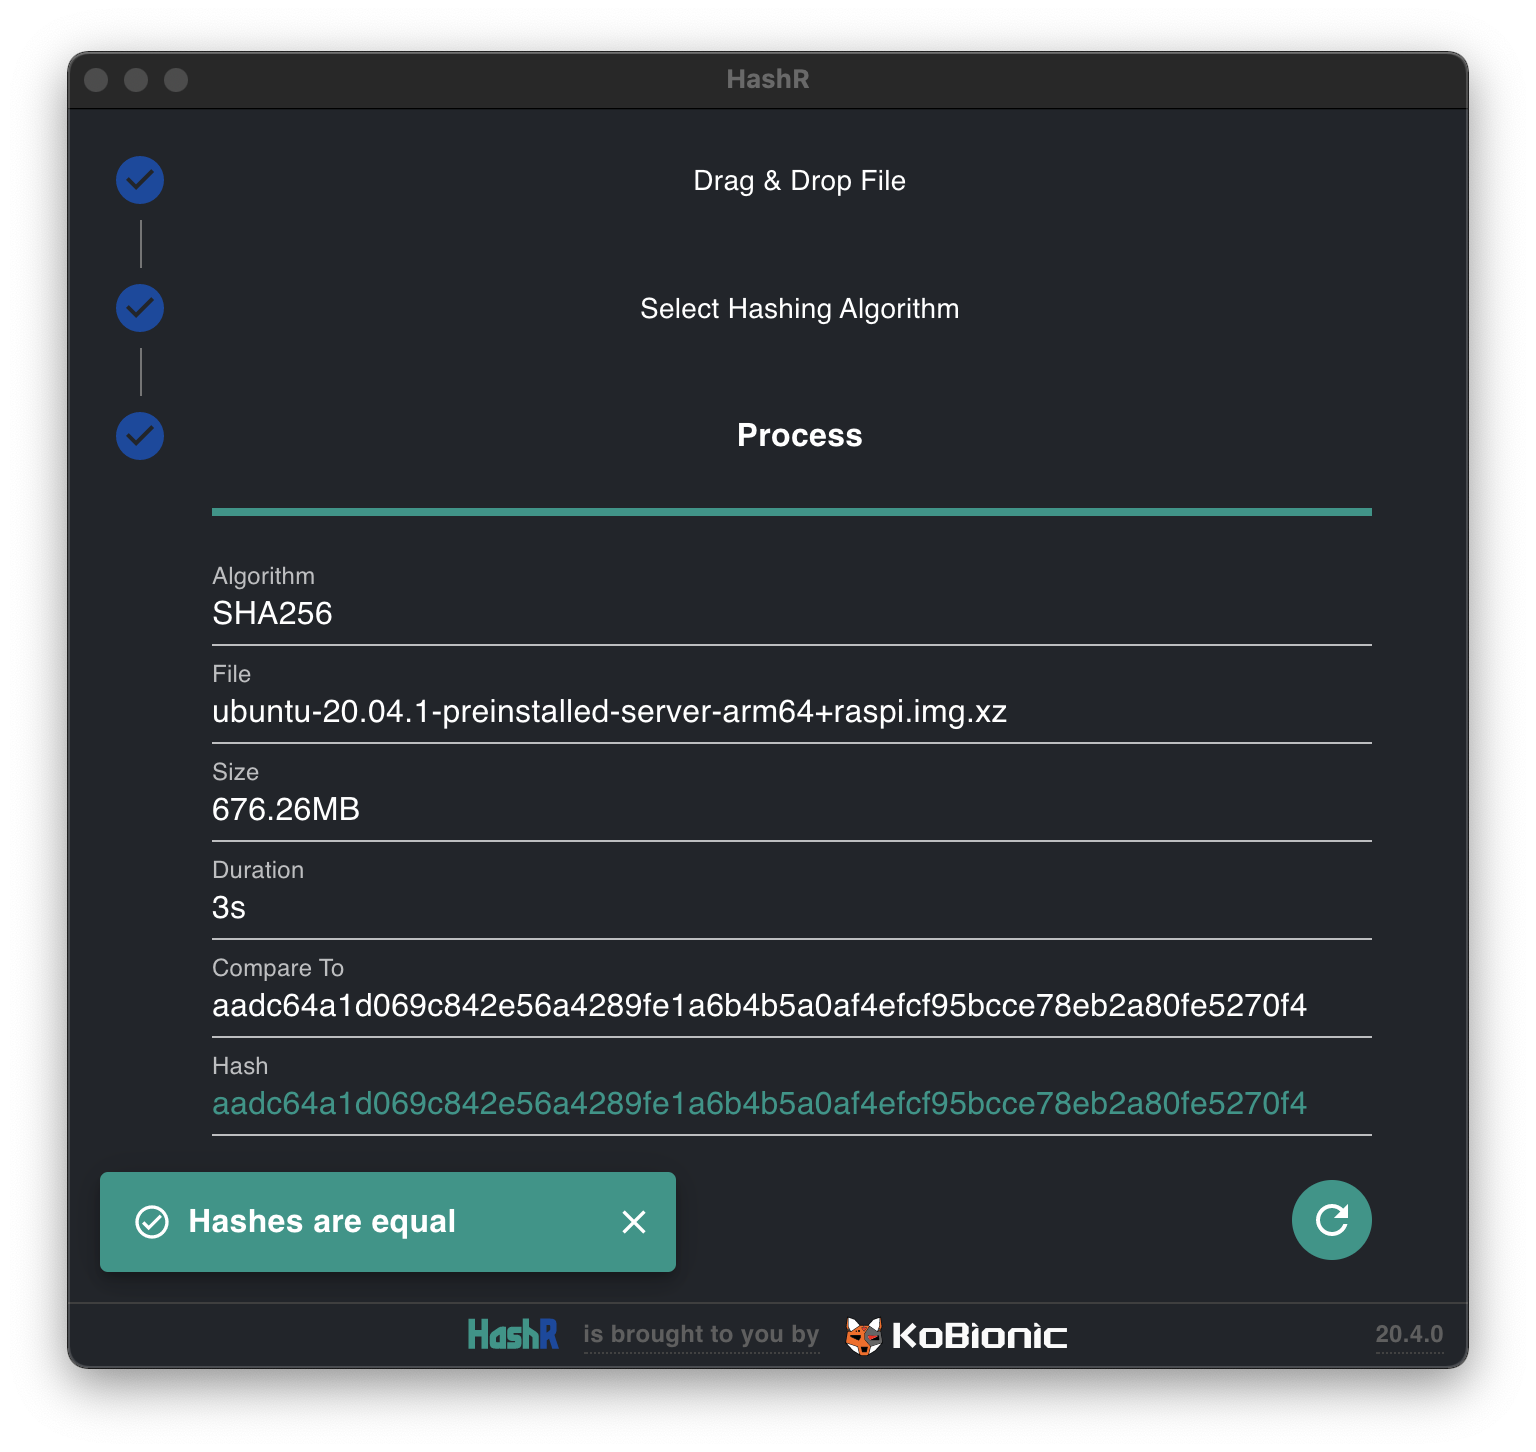 HashR
Drag & Drop File
Select Hashing Algorithm
Process
Algorithm
SHA256
File
ubuntu-20.04.1-preinstalled-server-arm64+raspi.img.xz
Size
676.26MB
Duration
3s
Compare To
aadc64a1d069c842e56a4289fe1a6b4b5a0af4efcf95bcce78eb2a80fe5270f4
Hash
aadc64a1d069c842e56a4289fe1a6b4b5a0af4efcf95bcce78eb2a80fe5270f4
Hashes are equal
HashR is brought to you by KoBionic 20.4.0